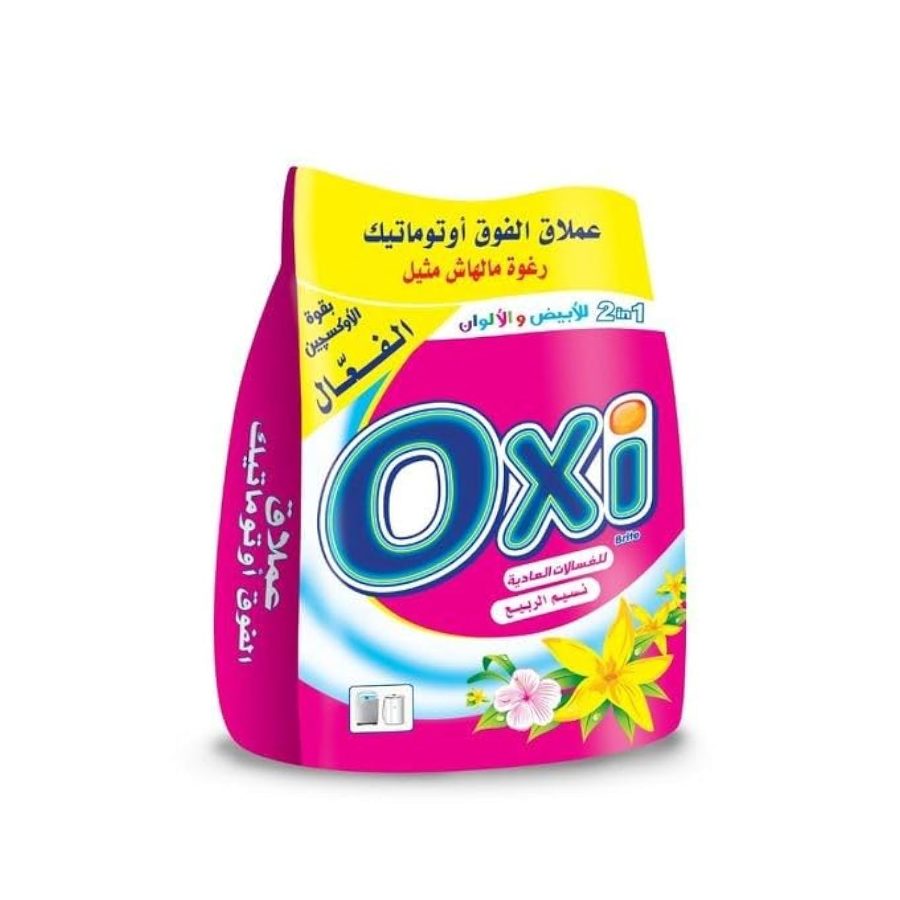 عملاق الفوق أوتوماتيك
رغوة مالهاش مثيل
2in1 للأبيض و الألوان
بقوة
الأوكسچين
الفعّال
Oxi
Brite
للغسالات العادية
نسيم الربيع
عملاق
الفوق أوتوماتيك